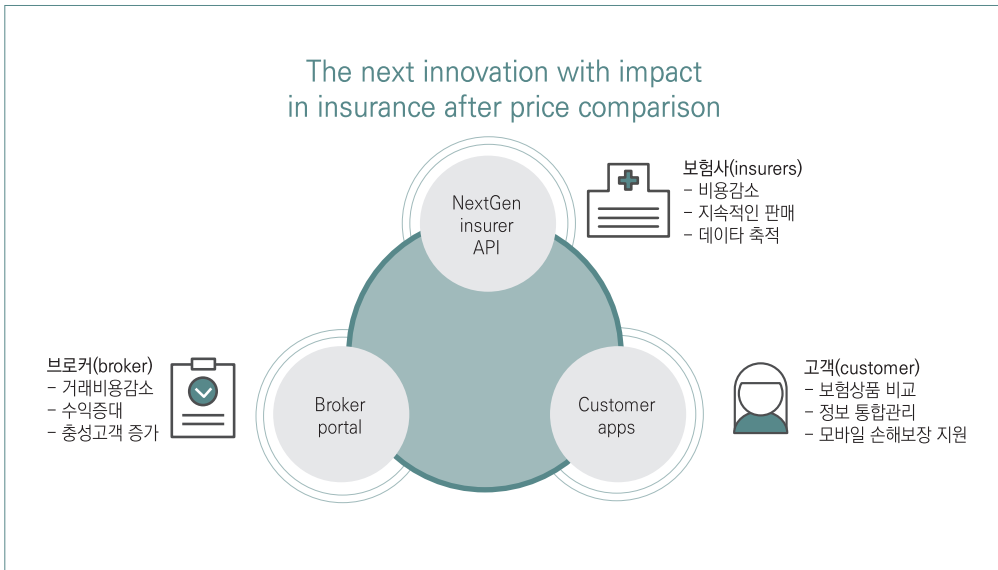 The next innovation with impact
in insurance after price comparison
NextGen
insurer
API
보험사(insurers)
- 비용감소
- 지속적인 판매
- 데이타 축적
브로커(broker)
- 거래비용감소
- 수익증대
- 충성고객 증가
Broker
portal
Customer
apps
고객(customer)
- 보험상품 비교
- 정보 통합관리
- 모바일 손해보장 지원